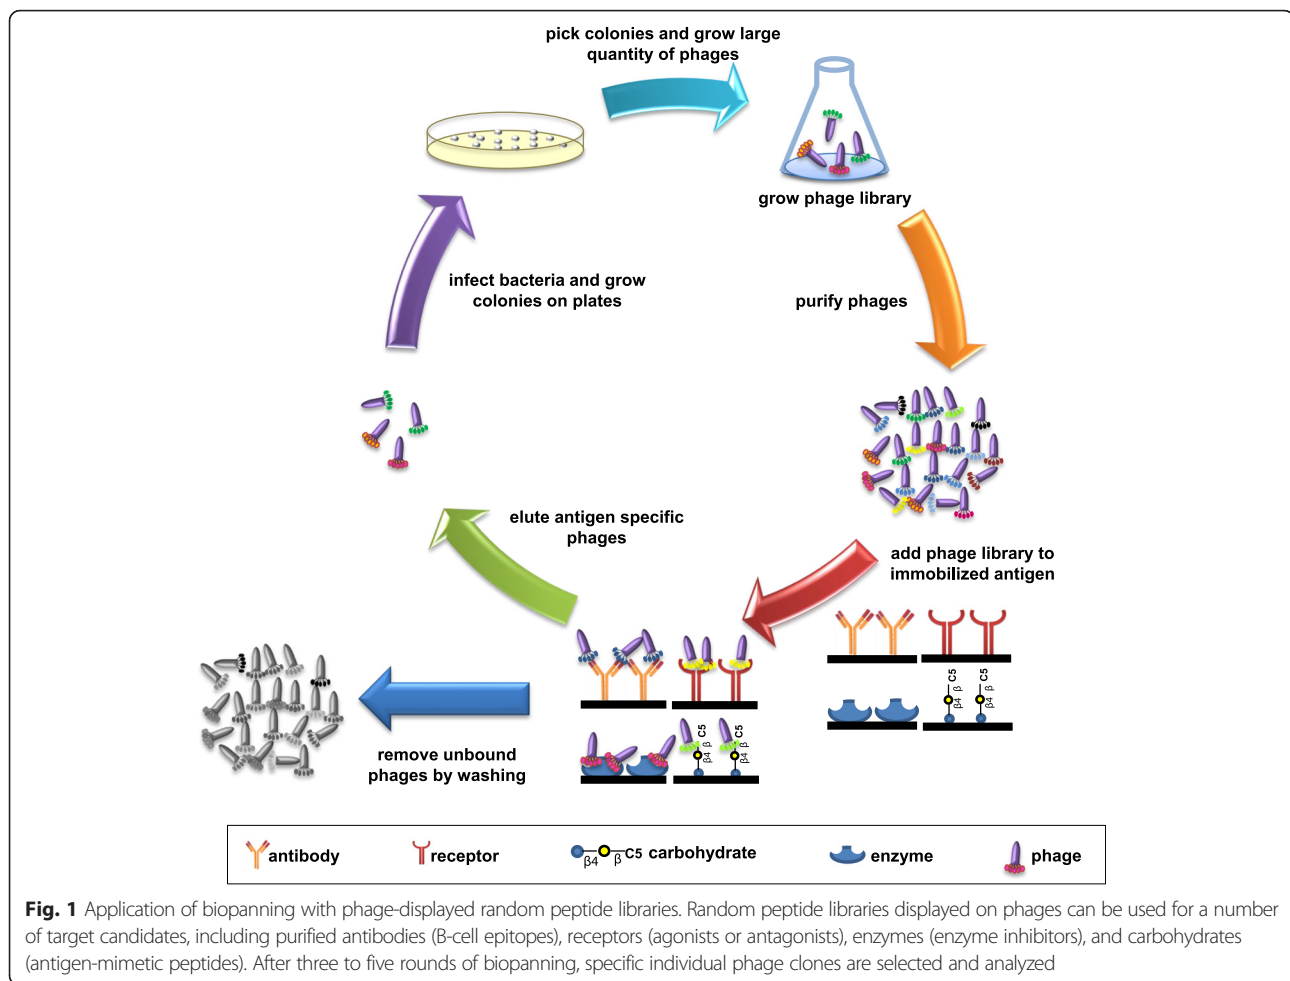 pick colonies and grow large
quantity of phages
grow phage library
infect bacteria and grow
colonies on plates
purify phages
elute antigen specific
phages
add phage library to
immobilized antigen
β4 β C5
β4 β C5
β4 β C5
β4 β C5
remove unbound
phages by washing
antibody
receptor
β4 β C5 carbohydrate
enzyme
phage
Fig. 1 Application of biopanning with phage-displayed random peptide libraries. Random peptide libraries displayed on phages can be used for a number
of target candidates, including purified antibodies (B-cell epitopes), receptors (agonists or antagonists), enzymes (enzyme inhibitors), and carbohydrates
(antigen-mimetic peptides). After three to five rounds of biopanning, specific individual phage clones are selected and analyzed